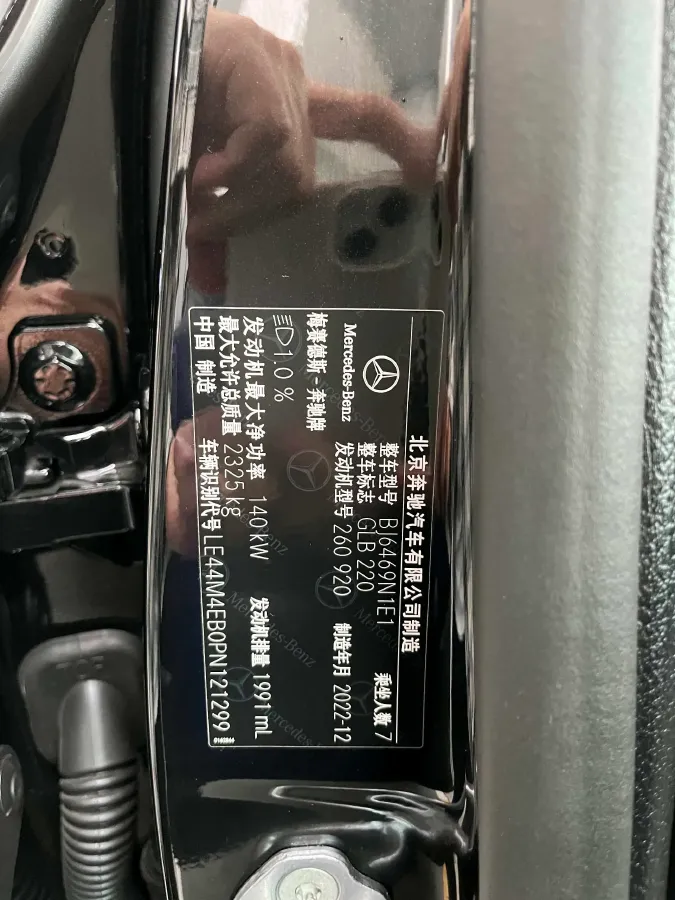 北京奔驰汽车有限公司制造
Mercedes-Benz
整车型号 BJ6469N1E1 乘坐人数 7
整车标志 GLB 220
发动机型号 260 920 制造年月 2022-12
梅赛德斯-奔驰牌
1.0 %
发动机最大净功率 140 kW 发动机排量 1991 mL
最大允许总质量 2325 kg
中国 制造 车辆识别代号 LE44M4EB0PN121299